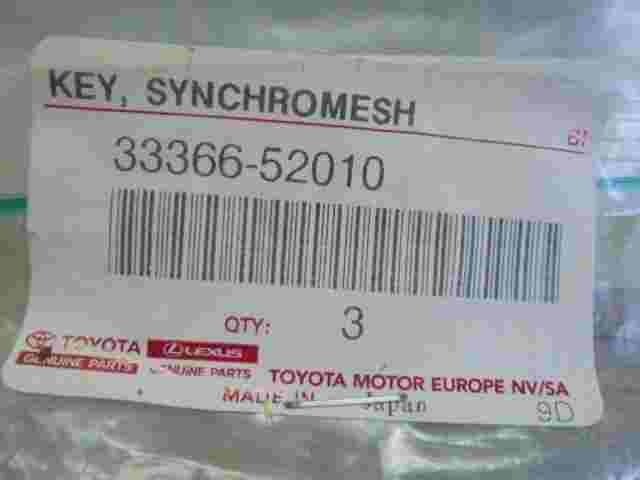 KEY, SYNCHROMESH
33366-52010
QTY: 3
TOYOTA LEXUS
GENUINE PARTS GENUINE PARTS TOYOTA MOTOR EUROPE NV/SA
MADE IN Japan 9D